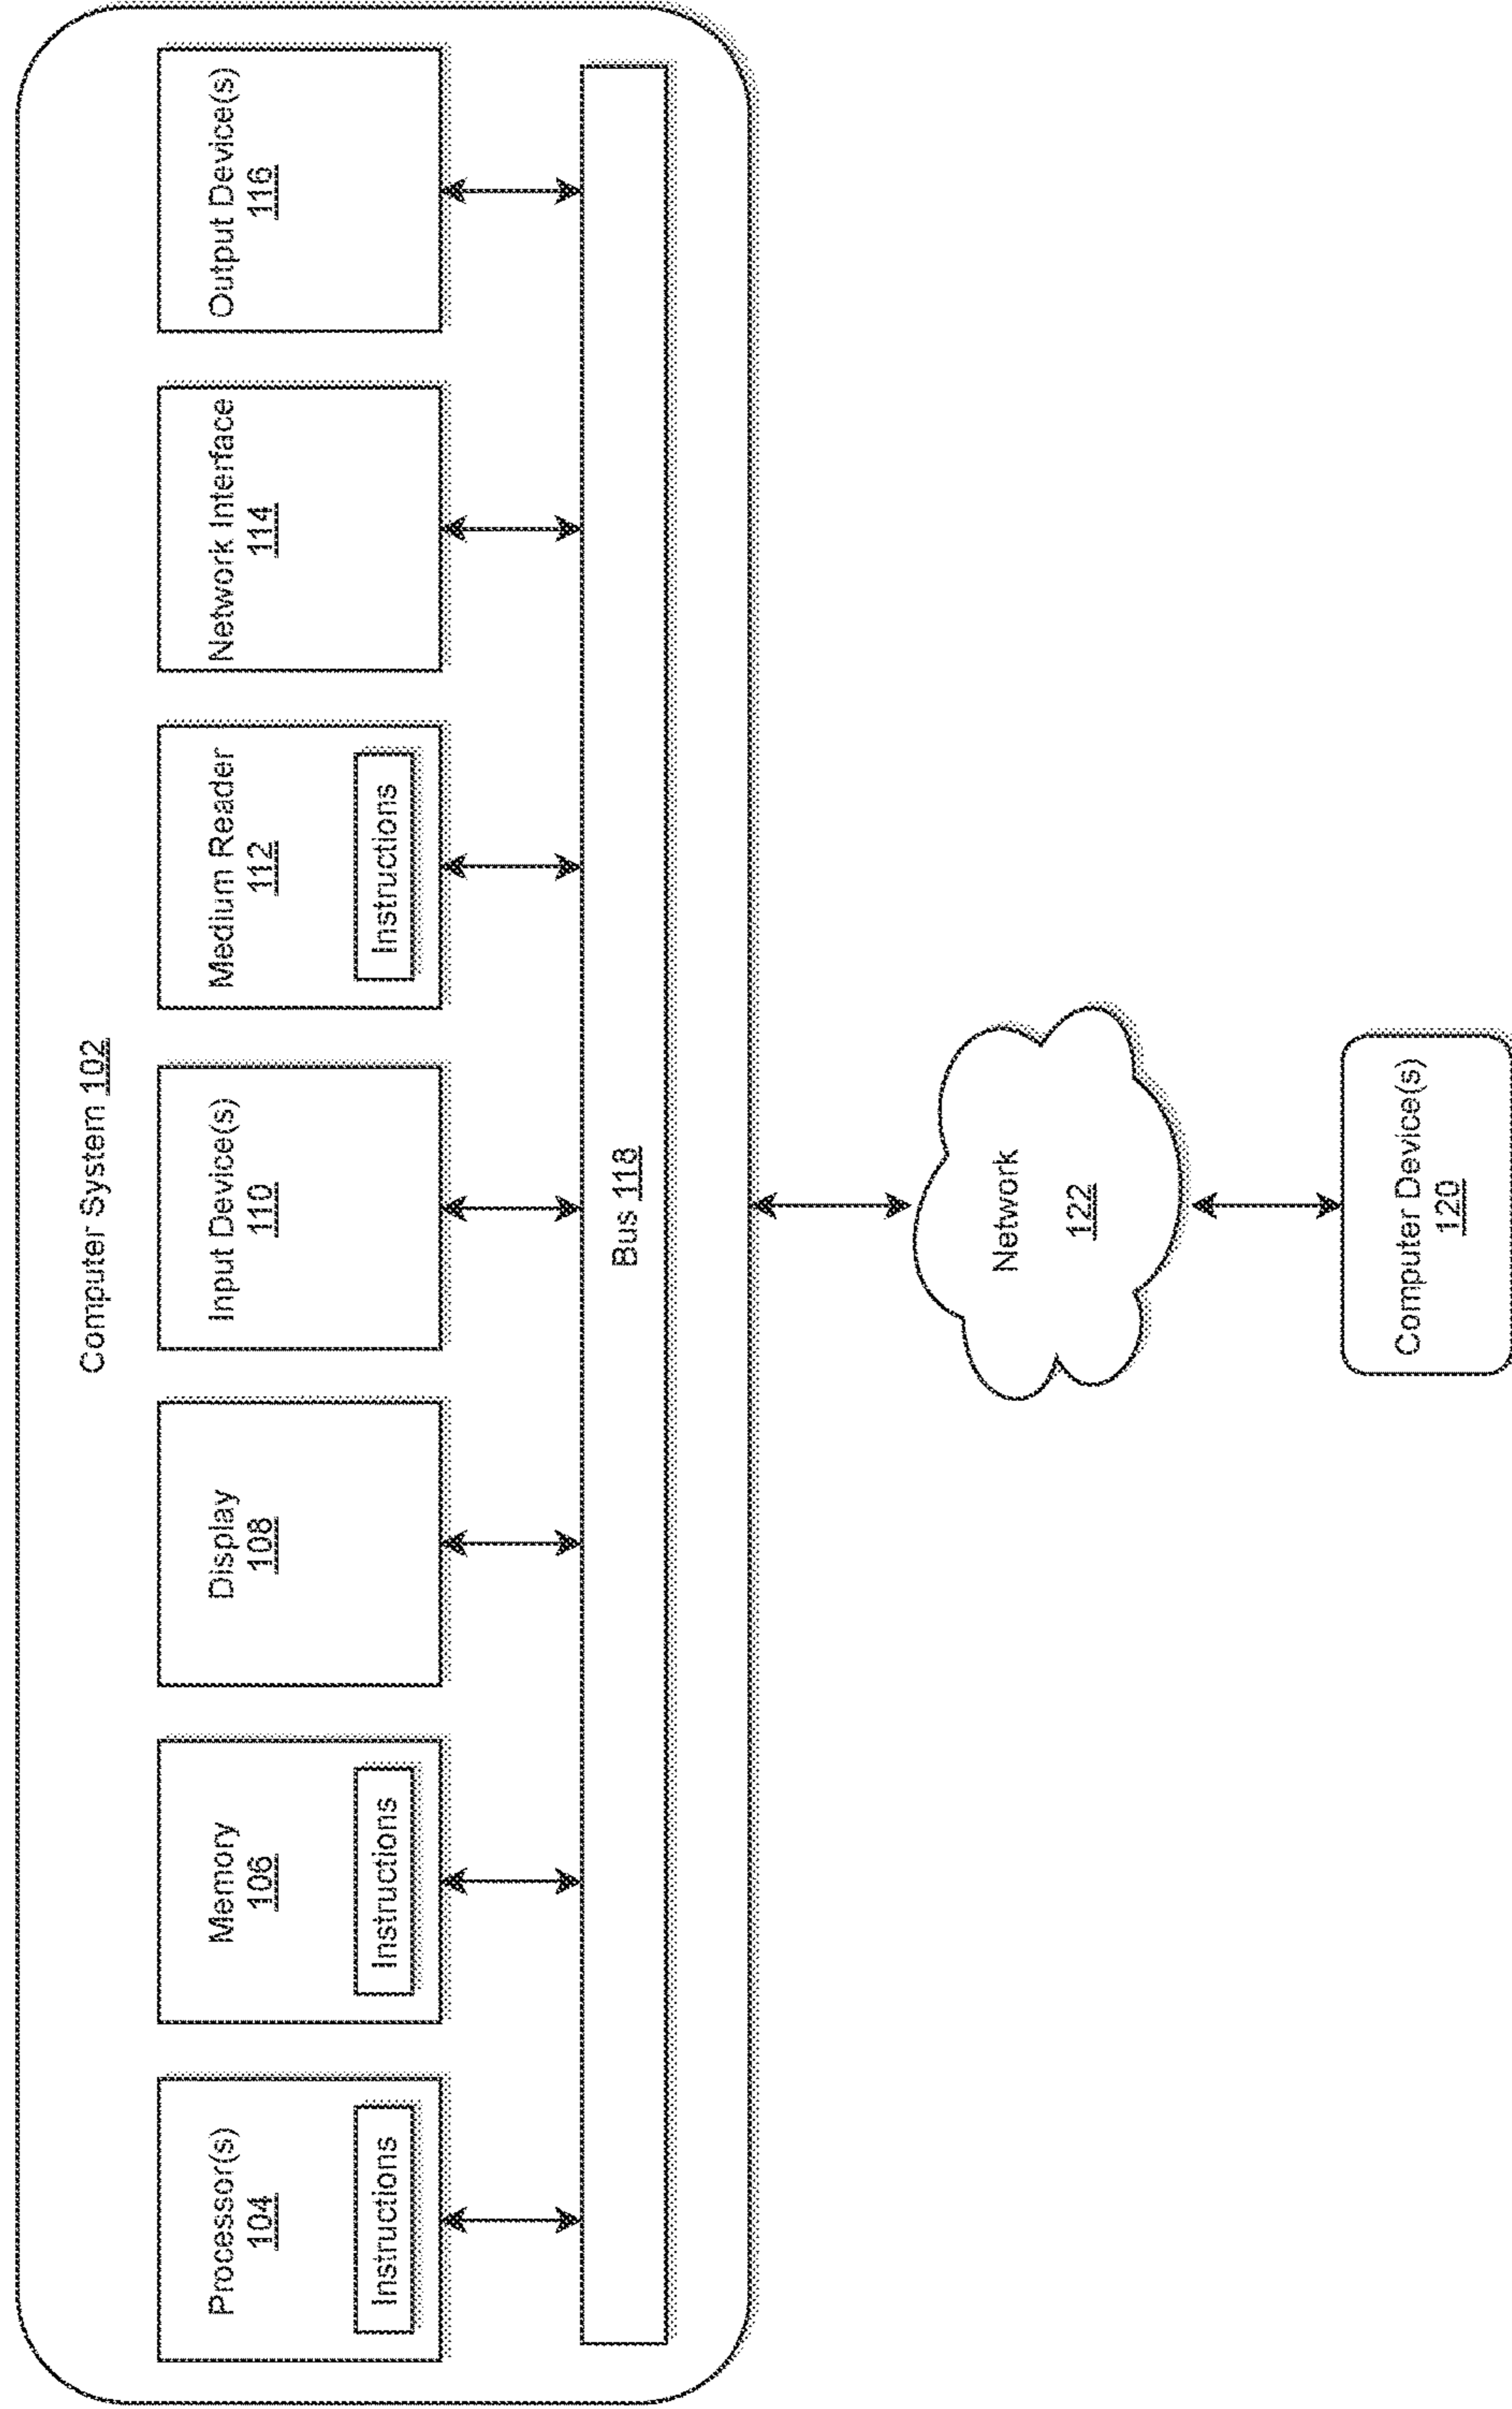 Computer System 102
Processor(s)
104
Instructions
Memory
106
Instructions
Display
108
Input Device(s)
110
Medium Reader
112
Instructions
Network Interface
114
Output Device(s)
116
Bus 118
Network
122
Computer Device(s)
120